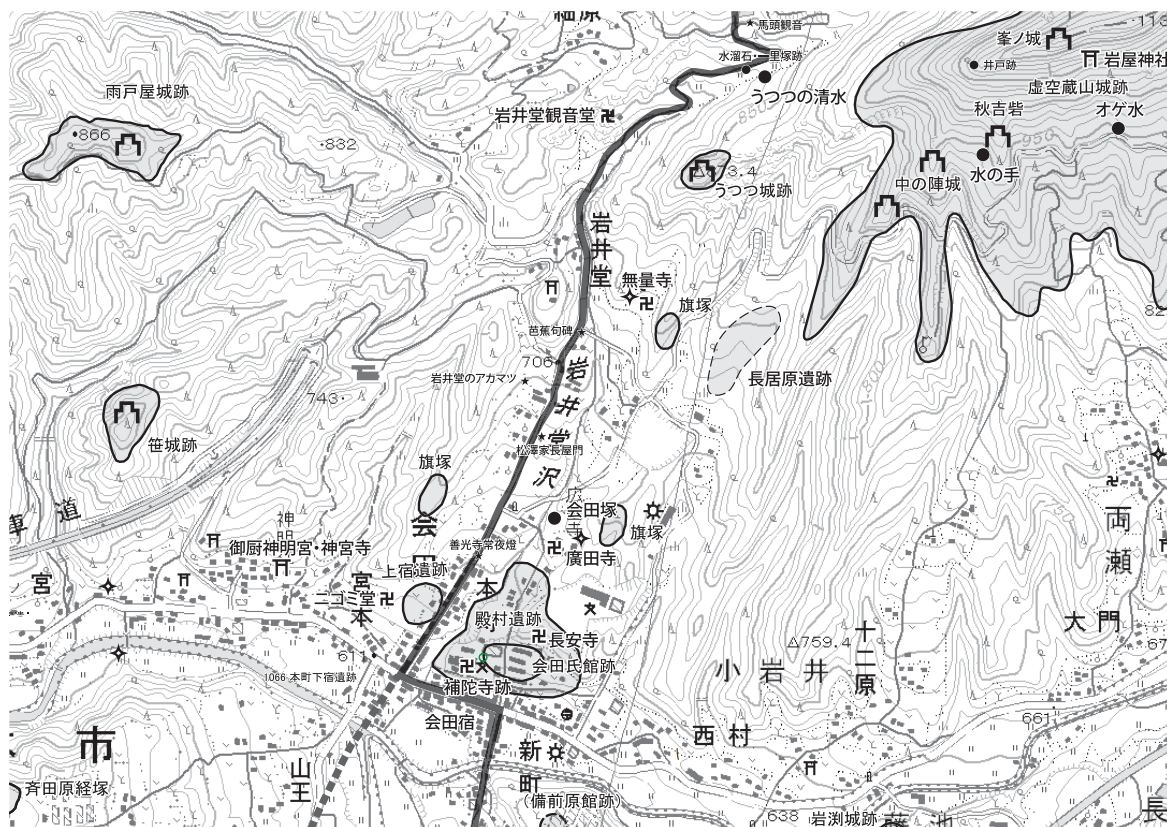 馬頭観音
水溜石・一里塚跡
うつつの清水
峯ノ城
井戸跡
岩屋神社
虚空蔵山城跡
秋吉砦
オゲ水
水の手
中の陣城
雨戸屋城跡
866
・832
岩井堂観音堂
うつつ城跡
岩井堂
無量寺
旗塚
芭蕉句碑
706
岩井堂のアカマツ
長居原遺跡
岩井堂沢
743・
笹城跡
松澤家長屋門
旗塚
会田塚
旗塚
廣田寺
善光寺常夜燈
道
神明
御厨神明宮・神宮寺
宮
宮本
上宿遺跡
ニゴミ堂
本
殿村遺跡
長安寺
会田氏館跡
補陀寺跡
611
1066 本町下宿遺跡
会田宿
新町
西村
小岩井
△759.4
十二原
大門
両瀬
661
市
山王
斉田原経塚
(備前原館跡)
638
岩渕城跡
長